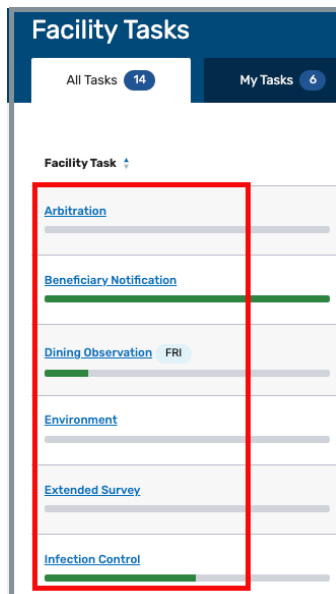 Facility Tasks
All Tasks 14 My Tasks 6
Facility Task
Arbitration
Beneficiary Notification
Dining Observation FRI
Environment
Extended Survey
Infection Control